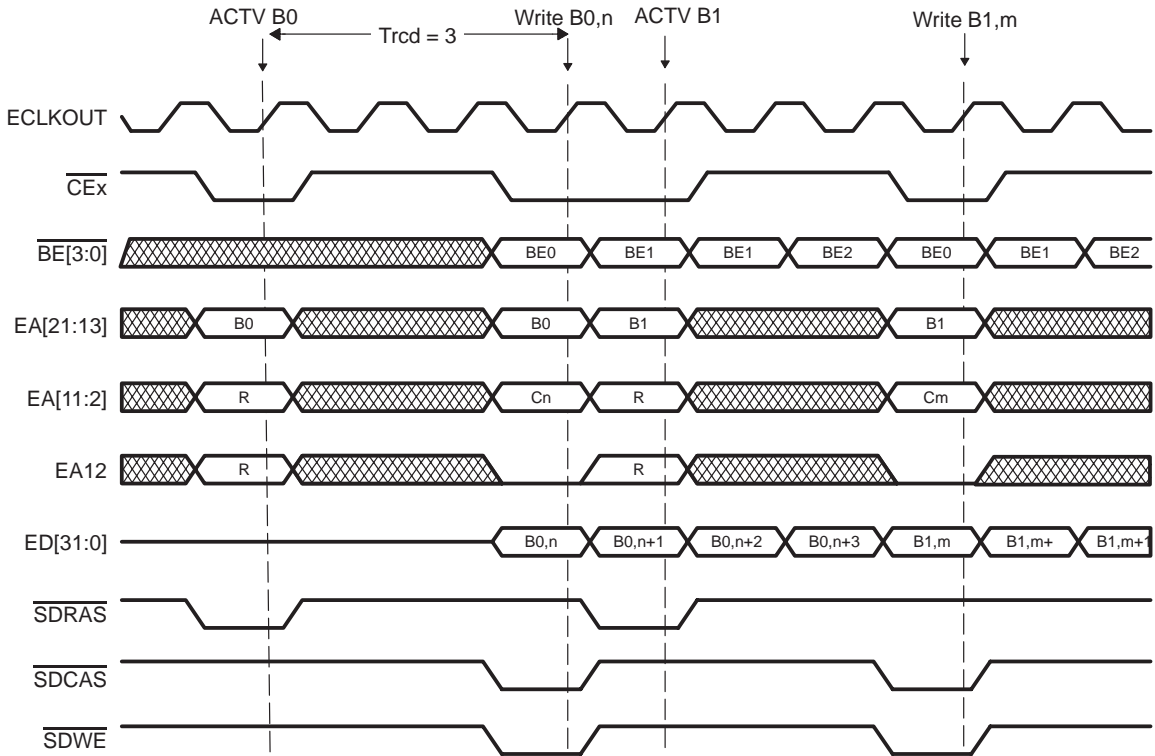 ACTV B0
Write B0,n
ACTV B1
Write B1,m
Trcd = 3
ECLKOUT
CEx
BE[3:0]
BE0
BE1
BE1
BE2
BE0
BE1
BE2
EA[21:13]
B0
B0
B1
B1
EA[11:2]
R
Cn
R
Cm
EA12
R
R
ED[31:0]
B0,n
B0,n+1
B0,n+2
B0,n+3
B1,m
B1,m+
B1,m+1
SDRAS
SDCAS
SDWE